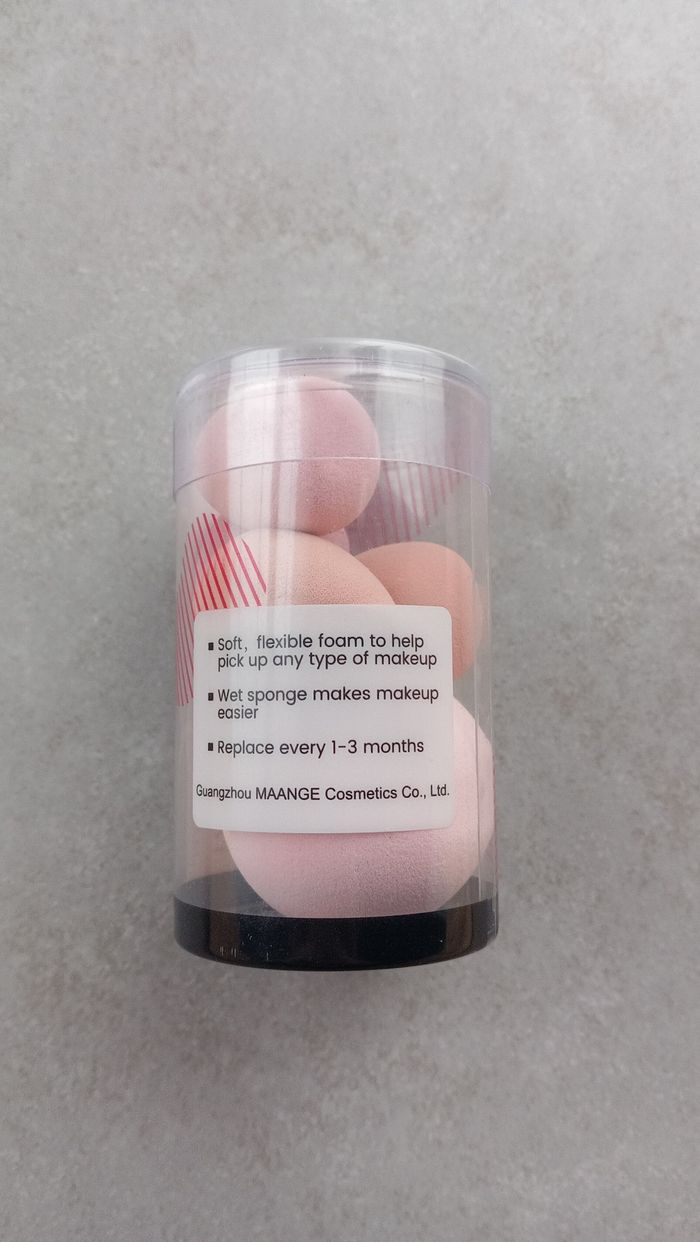 ▪ Soft, flexible foam to help
pick up any type of makeup
▪ Wet sponge makes makeup
easier
▪ Replace every 1-3 months
Guangzhou MAANGE Cosmetics Co., Ltd.